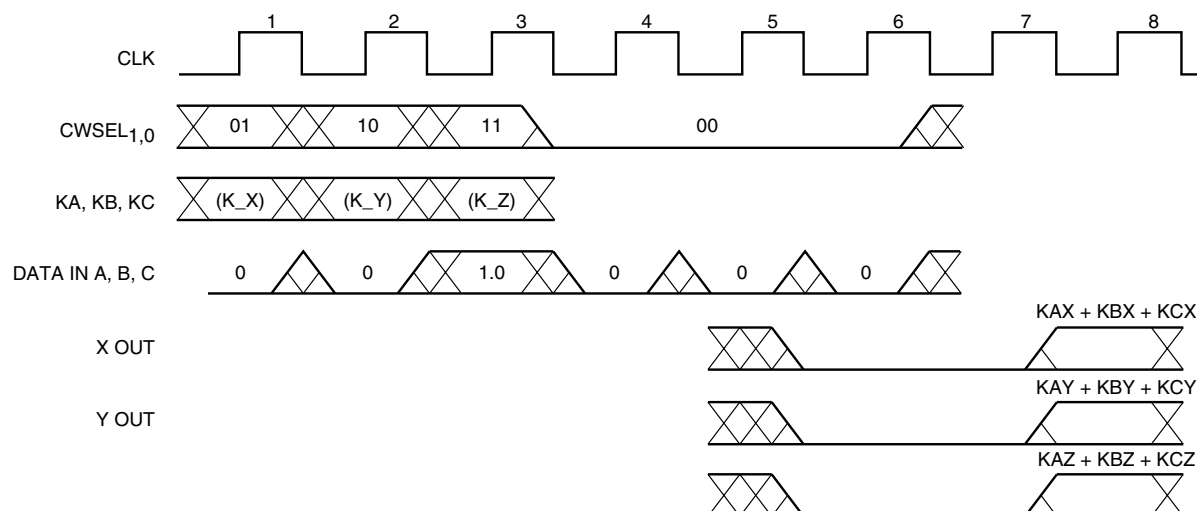 1 2 3 4 5 6 7 8
CLK
CWSEL1,0 01 10 11 00
KA, KB, KC (K_X) (K_Y) (K_Z)
DATA IN A, B, C 0 0 1.0 0 0 0
KAX + KBX + KCX
X OUT
KAY + KBY + KCY
Y OUT
KAZ + KBZ + KCZ